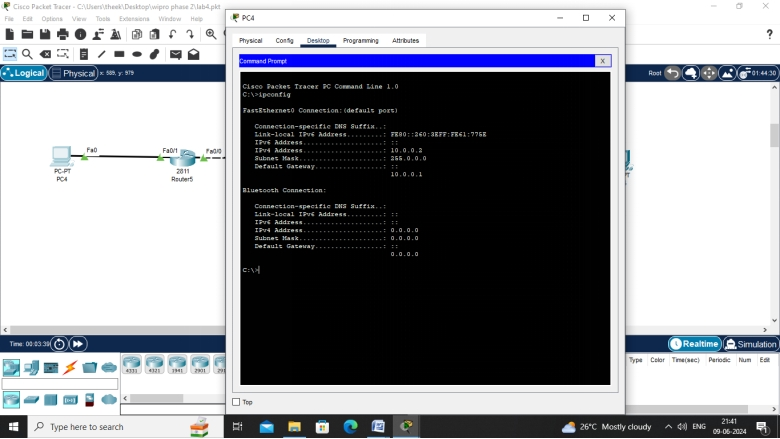 Cisco Packet Tracer - C:\Users\theek\Desktop\wipro phase 2\lab4.pkt
File Edit Options View Tools Extensions Window Help
Logical Physical x: 589, y: 979
Root 01:44:30
PC4
Physical Config Desktop Programming Attributes
Command Prompt X
Cisco Packet Tracer PC Command Line 1.0
C:\>ipconfig
FastEthernet0 Connection:(default port)
Connection-specific DNS Suffix..:
Link-local IPv6 Address.........: FE80::260:3EFF:FE61:775E
IPv6 Address....................: ::
IPv4 Address....................: 10.0.0.2
Subnet Mask.....................: 255.0.0.0
Default Gateway.................: ::
10.0.0.1
Bluetooth Connection:
Connection-specific DNS Suffix..:
Link-local IPv6 Address.........: ::
IPv6 Address....................: ::
IPv4 Address....................: 0.0.0.0
Subnet Mask.....................: 0.0.0.0
Default Gateway.................: ::
0.0.0.0
C:\>
Top
Fa0 Fa0/1 Fa0/0
PC-PT 2811
PC4 Router5
PT
Time: 00:03:39
Realtime Simulation
4331 4321 1941 2901 291
Type Color Time(sec) Periodic Num Edit
Type here to search
26°C Mostly cloudy
ENG
21:41
09-06-2024